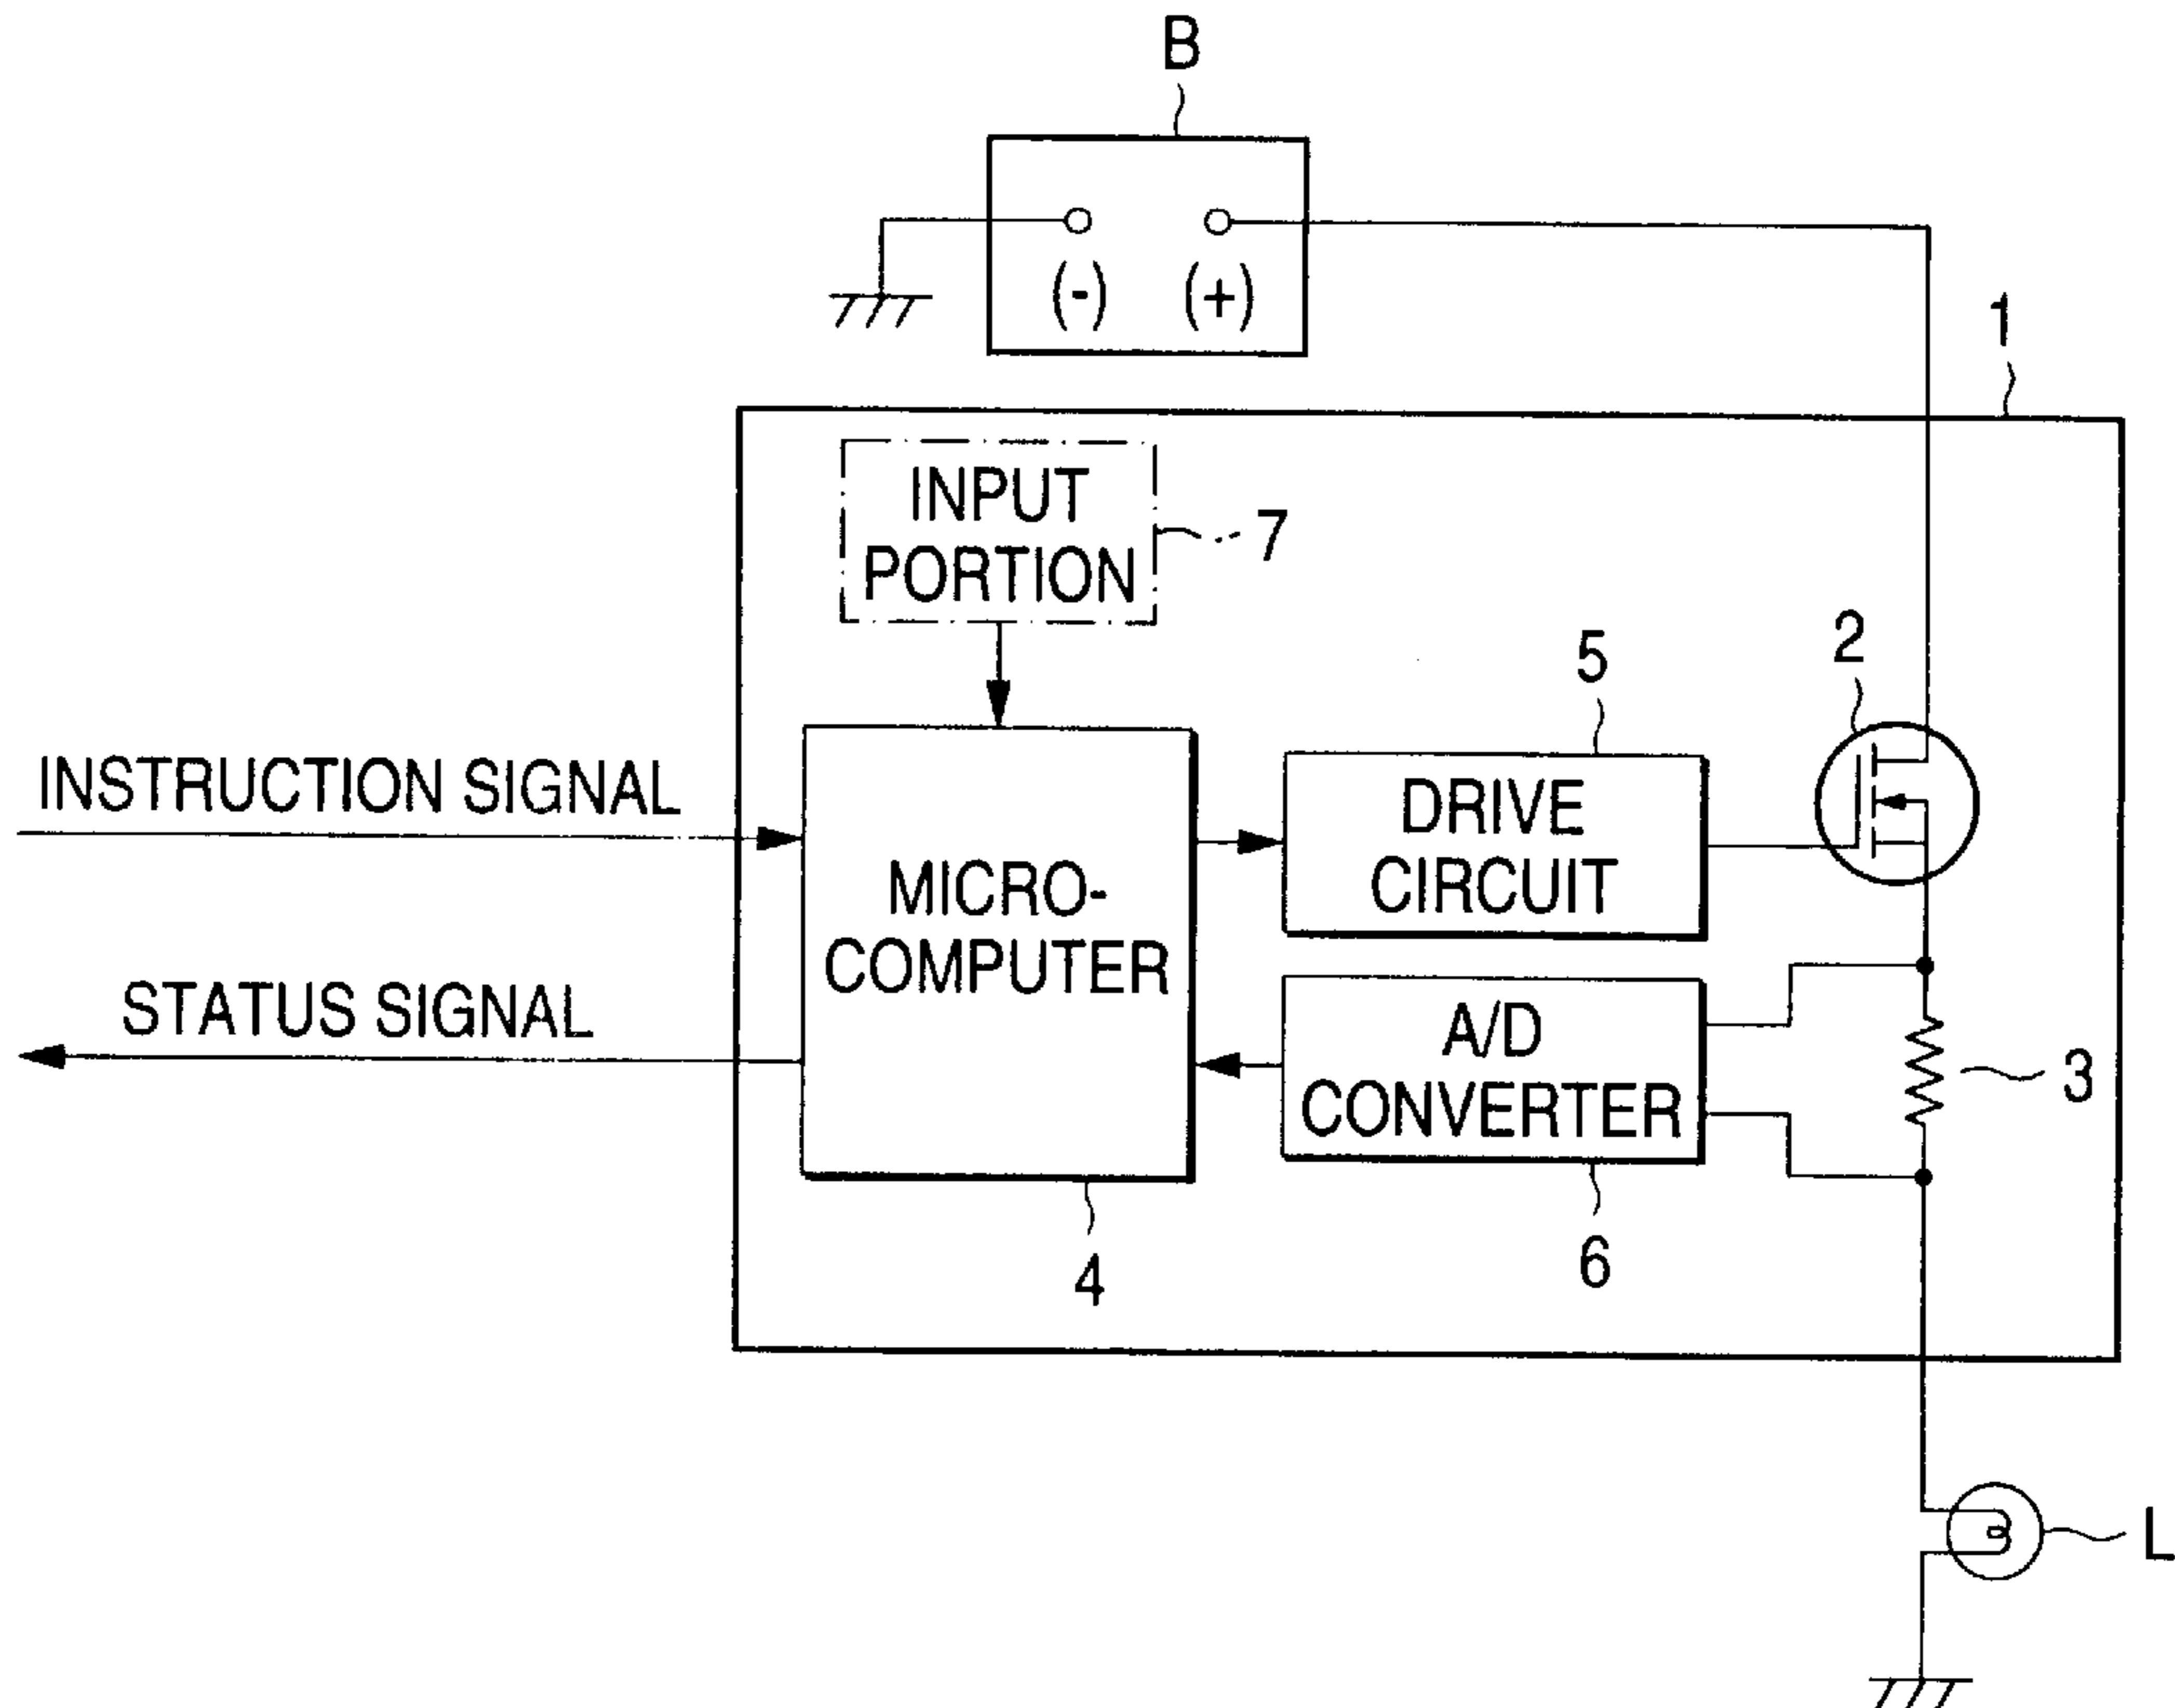 B
(-) (+)
1
INPUT
PORTION
7
2
5
INSTRUCTION SIGNAL
DRIVE
CIRCUIT
MICRO-
COMPUTER
STATUS SIGNAL
A/D
CONVERTER
3
4
6
L